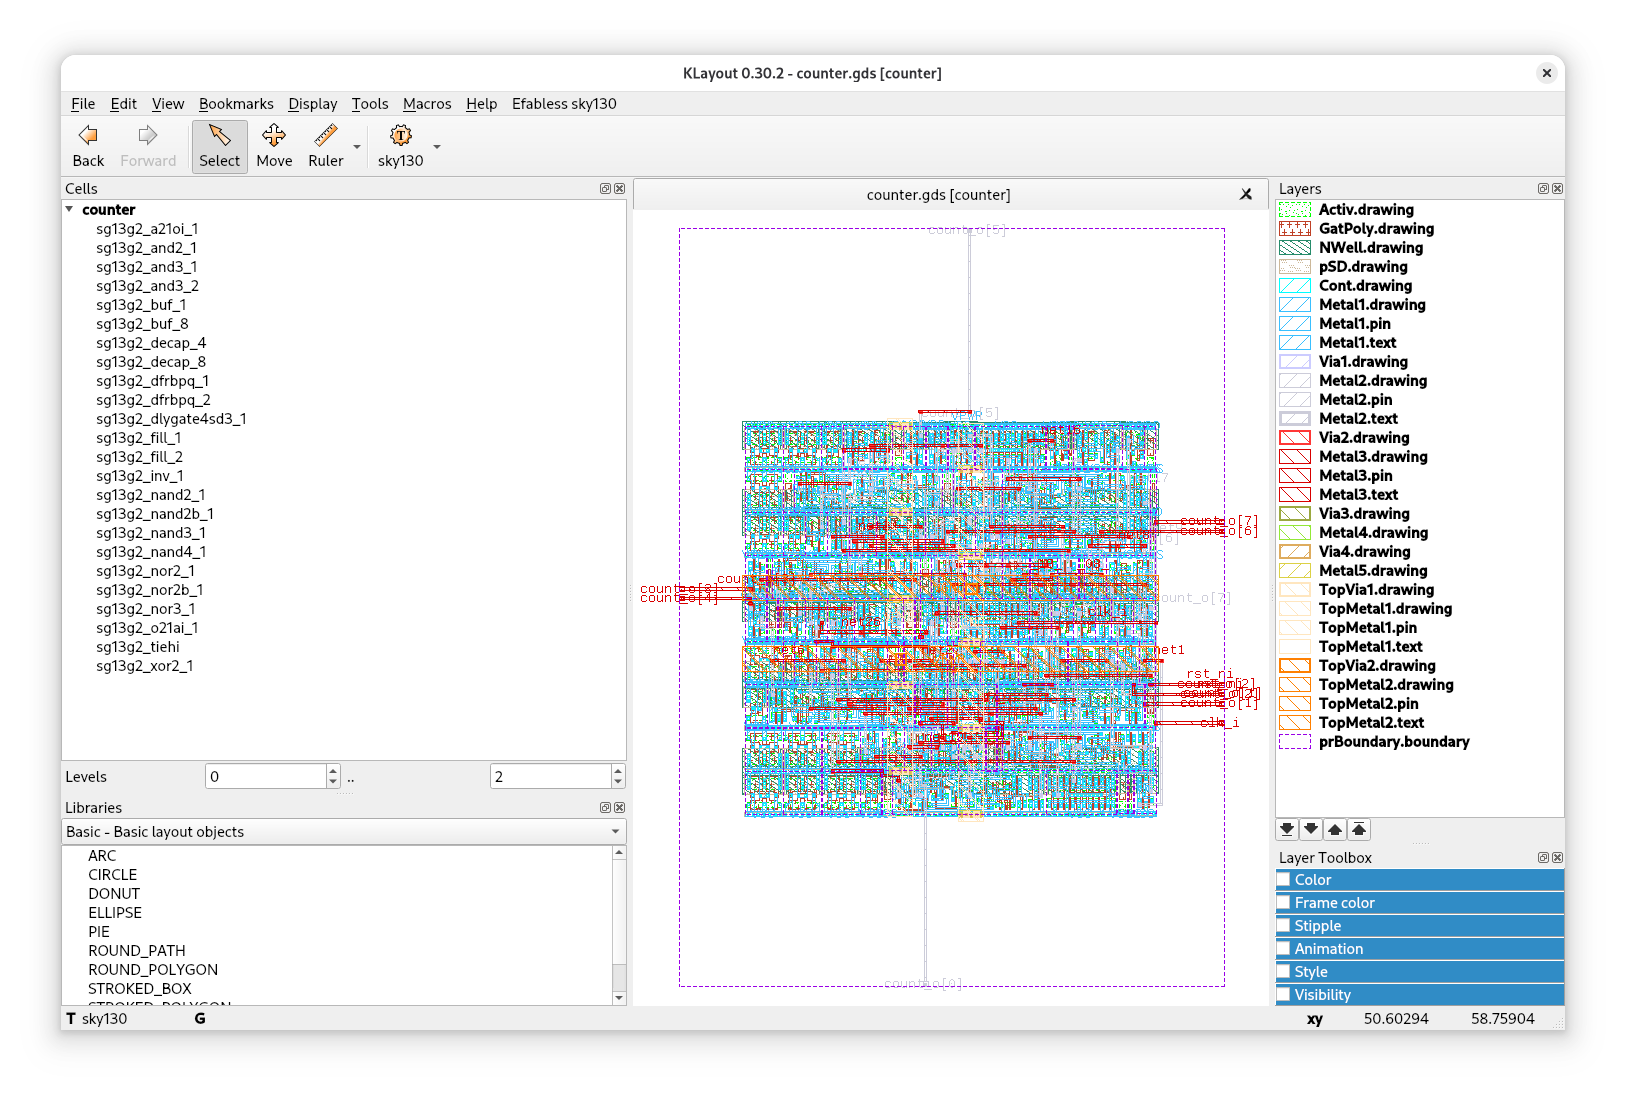 KLayout 0.30.2 - counter.gds [counter]
File Edit View Bookmarks Display Tools Macros Help Efabless sky130
Back Forward Select Move Ruler sky130
Cells
counter
sg13g2_a21oi_1
sg13g2_and2_1
sg13g2_and3_1
sg13g2_and3_2
sg13g2_buf_1
sg13g2_buf_8
sg13g2_decap_4
sg13g2_decap_8
sg13g2_dfrbpq_1
sg13g2_dfrbpq_2
sg13g2_dlygate4sd3_1
sg13g2_fill_1
sg13g2_fill_2
sg13g2_inv_1
sg13g2_nand2_1
sg13g2_nand2b_1
sg13g2_nand3_1
sg13g2_nand4_1
sg13g2_nor2_1
sg13g2_nor2b_1
sg13g2_nor3_1
sg13g2_o21ai_1
sg13g2_tiehi
sg13g2_xor2_1
Levels 0 .. 2
Libraries
Basic - Basic layout objects
ARC
CIRCLE
DONUT
ELLIPSE
PIE
ROUND_PATH
ROUND_POLYGON
STROKED_BOX
STROKED_POLYGON
T sky130 G
counter.gds [counter]
count_o[5]
VPWR
count_o[7]
count_o[6]
count_o[3]
count_o[4]
count_o[7]
clk_i
net1
rst_ni
count_o[2]
count_o[1]
clk_i
count_o[0]
Layers
Activ.drawing
GatPoly.drawing
NWell.drawing
pSD.drawing
Cont.drawing
Metal1.drawing
Metal1.pin
Metal1.text
Via1.drawing
Metal2.drawing
Metal2.pin
Metal2.text
Via2.drawing
Metal3.drawing
Metal3.pin
Metal3.text
Via3.drawing
Metal4.drawing
Via4.drawing
Metal5.drawing
TopVia1.drawing
TopMetal1.drawing
TopMetal1.pin
TopMetal1.text
TopVia2.drawing
TopMetal2.drawing
TopMetal2.pin
TopMetal2.text
prBoundary.boundary
Layer Toolbox
Color
Frame color
Stipple
Animation
Style
Visibility
xy 50.60294 58.75904